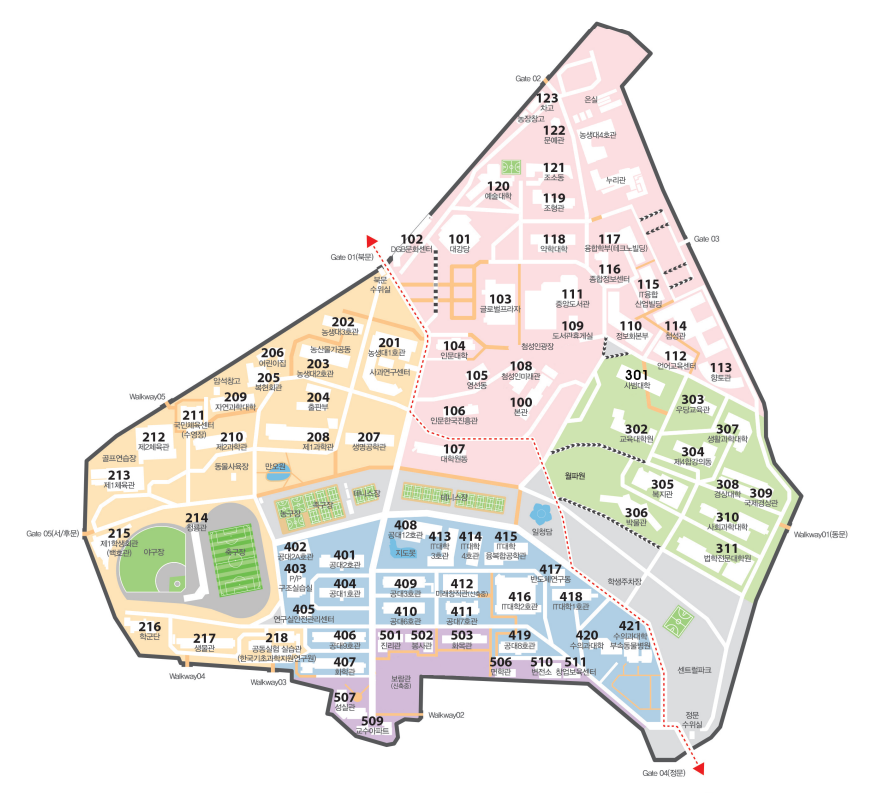 Gate 02
123
차고
온실
농장창고
122
문예관
농생대4호관
121
조소동
누리관
120
예술대학
119
조형관
102
DGB문화센터
101
대강당
118
약학대학
117
융합학부(테크노빌딩)
Gate 03
Gate 01(북문)
116
종합정보센터
북문
수위실
115
IT융합
산업빌딩
103
글로벌프라자
111
중앙도서관
202
농생대3호관
109
도서관휴게실
110
정보화본부
114
첨성관
농산물가공동
201
농생대1호관
104
인문대학
첨성인광장
206
어린이집
203
농생대2호관
112
언어교육센터
사과연구센터
108
첨성인미래관
113
향토관
암석창고
205
복현회관
105
영선동
301
사범대학
Walkway05
209
자연과학대학
204
출판부
100
본관
303
우당교육관
211
국민체육센터
(수영장)
106
인문한국진흥관
302
교육대학원
307
생활과학대학
212
제2체육관
210
제2과학관
208
제1과학관
207
생명공학관
107
대학원동
304
제4합강의동
골프연습장
동물사육장
만오원
213
제1체육관
월파원
305
복지관
308
경상대학
309
국제경상관
테니스장
테니스장
농구장
축구장
306
박물관
310
사회과학대학
214
첨융관
Gate 05(서/후문)
215
제1학생회관
(백호관)
408
공대12호관
일청담
Walkway01(동문)
413
IT대학
3호관
414
IT대학
4호관
415
IT대학
융복합공학관
402
공대2A호관
401
공대2호관
지도못
311
법학전문대학원
야구장
축구장
403
P/P
구조실습실
417
반도체연구동
학생주차장
404
공대1호관
409
공대3호관
412
미래창직관(신축중)
416
IT대학2호관
418
IT대학1호관
405
연구실안전관리센터
410
공대6호관
411
공대7호관
216
학군단
217
생물관
218
공동실험 실습관
(한국기초과학지원연구원)
406
공대9호관
501
진리관
502
봉사관
503
화목관
419
공대8호관
420
수의과대학
421
수의과대학
부속동물병원
407
화학관
506
면학관
510
변전소
511
창업보육센터
Walkway04
Walkway03
보람관
(신축중)
센트럴파크
507
성실관
정문
수위실
509
교수아파트
Walkway02
Gate 04(정문)